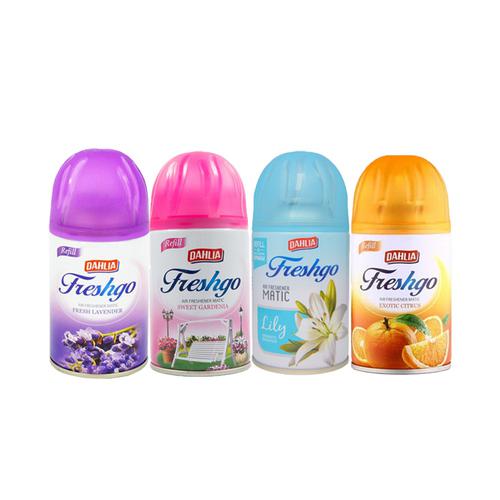 Refill
DAHLIA
Freshgo
AIR FRESHENER MATIC
FRESH LAVENDER
Refill
DAHLIA
Freshgo
AIR FRESHENER MATIC
SWEET GARDENIA
REFILL
DAHLIA
Freshgo
AIR FRESHENER
MATIC
Lily
Refill
DAHLIA
Freshgo
AIR FRESHENER MATIC
EXOTIC CITRUS